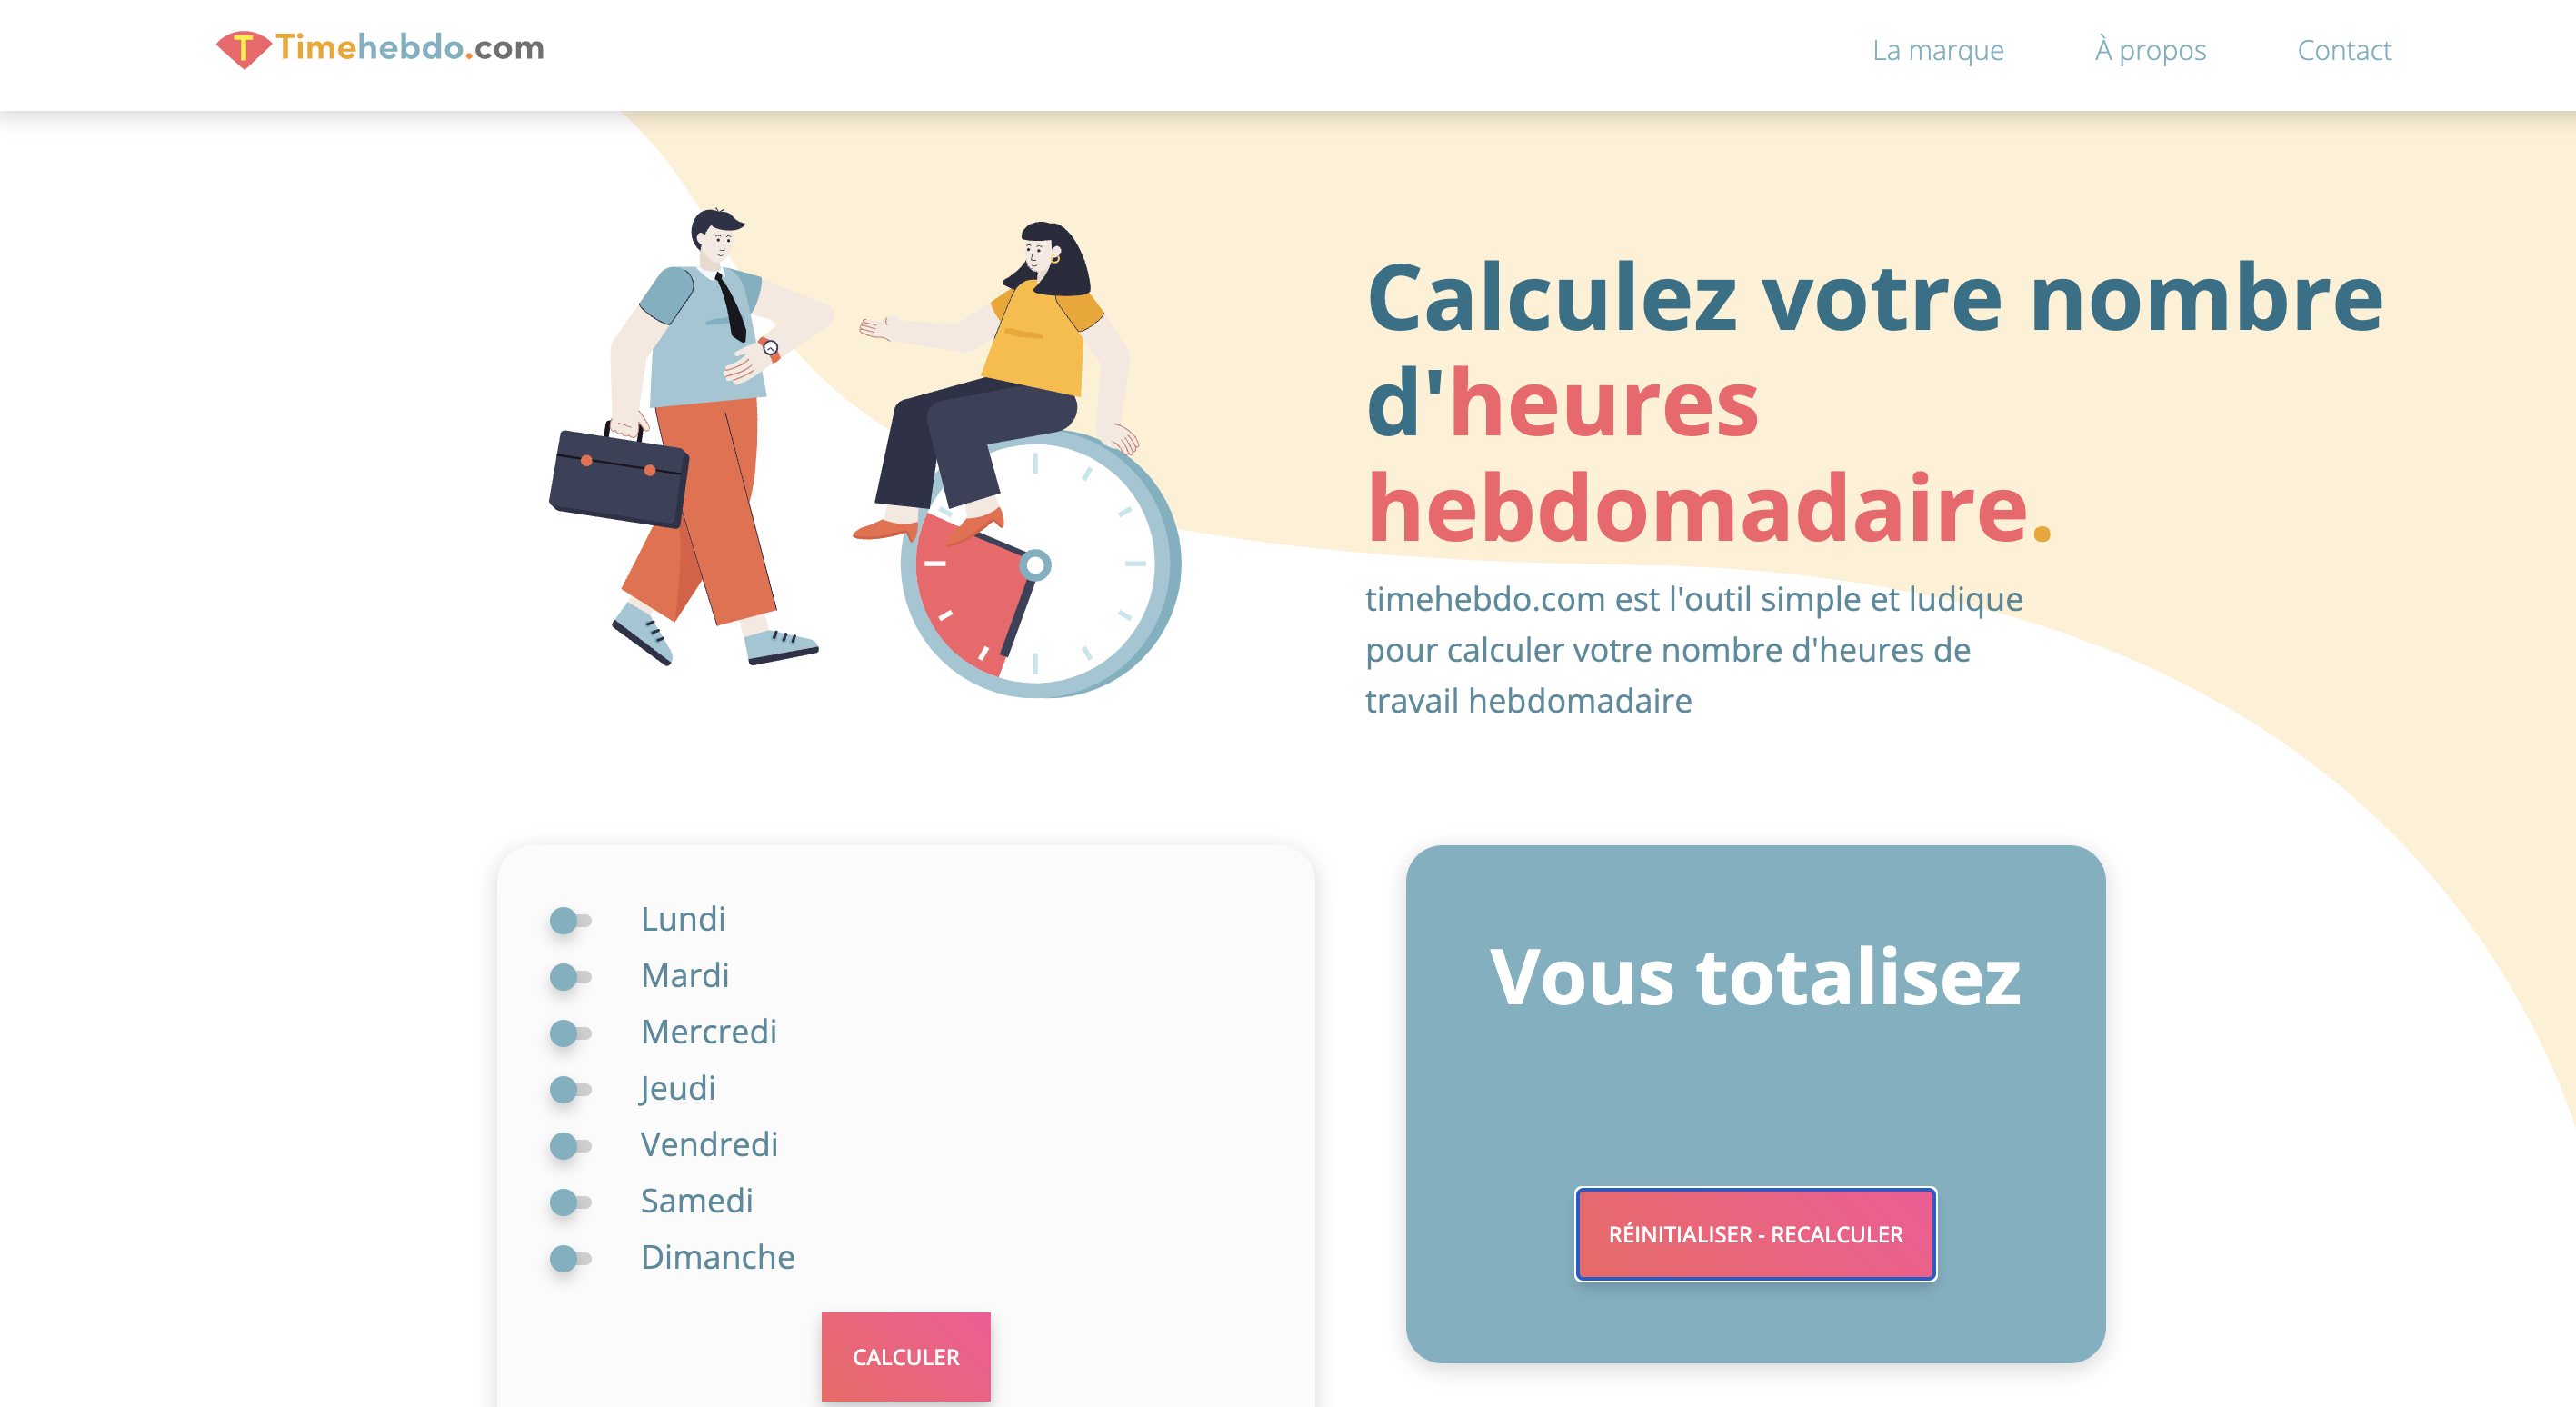 T Timehebdo.com
La marque
À propos
Contact
Calculez votre nombre
d'heures
hebdomadaire.
timehebdo.com est l'outil simple et ludique
pour calculer votre nombre d'heures de
travail hebdomadaire
Lundi
Mardi
Mercredi
Jeudi
Vendredi
Samedi
Dimanche
CALCULER
Vous totalisez
RÉINITIALISER - RECALCULER